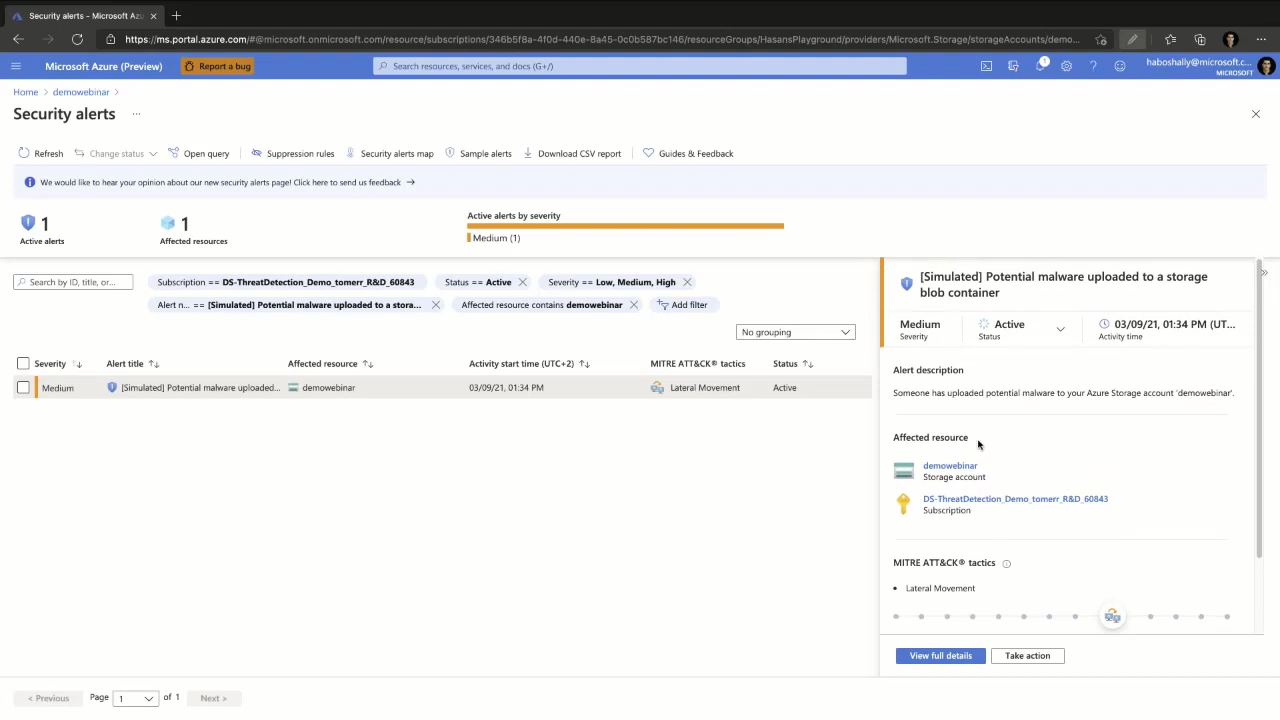 Security alerts - Microsoft Azu
https://ms.portal.azure.com/#@microsoft.onmicrosoft.com/resource/subscriptions/346b5f8a-4f0d-440e-8a45-0c0b587bc146/resourceGroups/HasansPlayground/providers/Microsoft.Storage/storageAccounts/demo...
Microsoft Azure (Preview)
Report a bug
Search resources, services, and docs (G+/)
1
haboshally@microsoft.c...
MICROSOFT
Home > demowebinar >
Security alerts ...
Refresh Change status Open query Suppression rules Security alerts map Sample alerts Download CSV report Guides & Feedback
We would like to hear your opinion about our new security alerts page! Click here to send us feedback →
1
Active alerts
1
Affected resources
Active alerts by severity
Medium (1)
Search by ID, title, or...
Subscription == DS-ThreatDetection_Demo_tomerr_R&D_60843
Status == Active
Severity == Low, Medium, High
Alert n... == [Simulated] Potential malware uploaded to a stora...
Affected resource contains demowebinar
Add filter
No grouping
Severity Alert title Affected resource Activity start time (UTC+2) MITRE ATT&CK® tactics Status
Medium [Simulated] Potential malware uploaded... demowebinar 03/09/21, 01:34 PM Lateral Movement Active
< Previous Page 1 of 1 Next >
[Simulated] Potential malware uploaded to a storage
blob container
Medium
Severity
Active
Status
03/09/21, 01:34 PM (UT...
Activity time
Alert description
Someone has uploaded potential malware to your Azure Storage account 'demowebinar'.
Affected resource
demowebinar
Storage account
DS-ThreatDetection_Demo_tomerr_R&D_60843
Subscription
MITRE ATT&CK® tactics
• Lateral Movement
View full details Take action